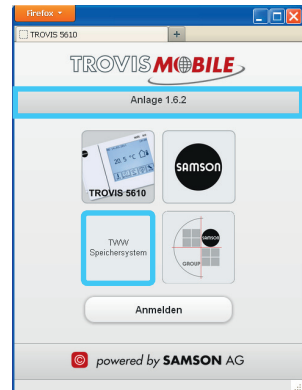 Firefox
TROVIS 5610
TROVIS MOBILE
Anlage 1.6.2
TROVIS 5610
SAMSON
TWW
Speichersystem
SAMSON
GROUP
Anmelden
© powered by SAMSON AG